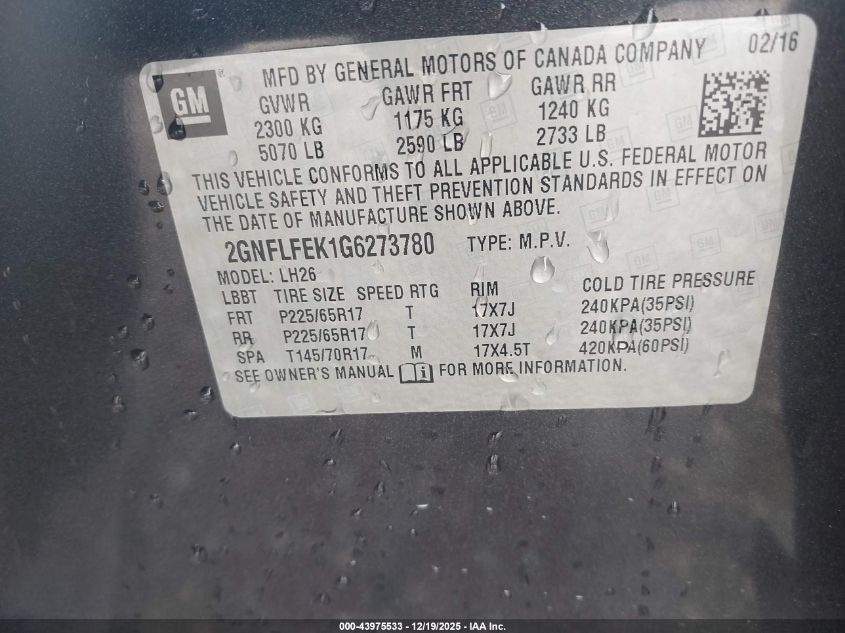 MFD BY GENERAL MOTORS OF CANADA COMPANY 02/16
GM
GVWR GAWR FRT GAWR RR
2300 KG 1175 KG 1240 KG
5070 LB 2590 LB 2733 LB
THIS VEHICLE CONFORMS TO ALL APPLICABLE U.S. FEDERAL MOTOR
VEHICLE SAFETY AND THEFT PREVENTION STANDARDS IN EFFECT ON
THE DATE OF MANUFACTURE SHOWN ABOVE.
2GNFLFEK1G6273780 TYPE: M.P.V.
MODEL: LH26
LBBT TIRE SIZE SPEED RTG RIM COLD TIRE PRESSURE
FRT P225/65R17 T 17X7J 240KPA(35PSI)
RR P225/65R17 T 17X7J 240KPA(35PSI)
SPA T145/70R17 M 17X4.5T 420KPA(60PSI)
SEE OWNER'S MANUAL i FOR MORE INFORMATION.
000-43975533 - 12/19/2025 - IAA Inc.